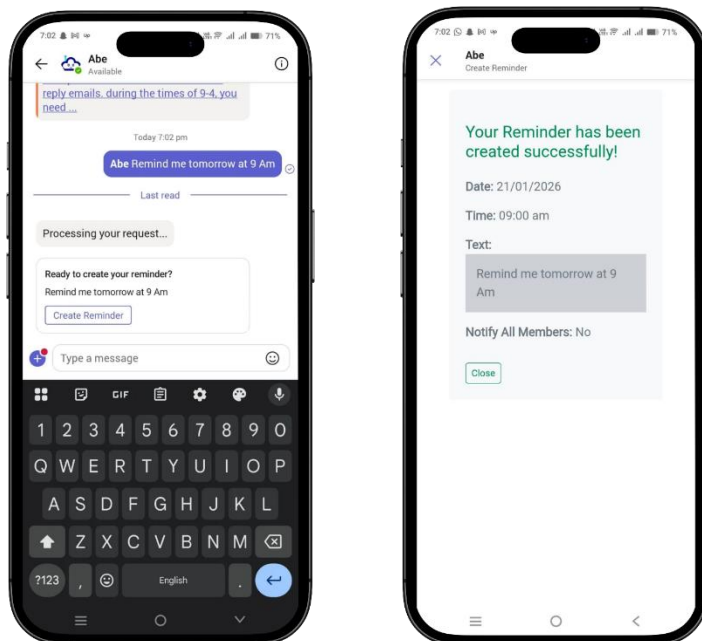 7:02
71%
Abe
Available
reply emails. during the times of 9-4, you
need ...
Today 7:02 pm
Abe Remind me tomorrow at 9 Am
Last read
Processing your request...
Ready to create your reminder?
Remind me tomorrow at 9 Am
Create Reminder
Type a message
GIF
1 2 3 4 5 6 7 8 9 0
Q W E R T Y U I O P
A S D F G H J K L
Z X C V B N M
?123 , English .
7:02
71%
Abe
Create Reminder
Your Reminder has been
created successfully!
Date: 21/01/2026
Time: 09:00 am
Text:
Remind me tomorrow at 9
Am
Notify All Members: No
Close